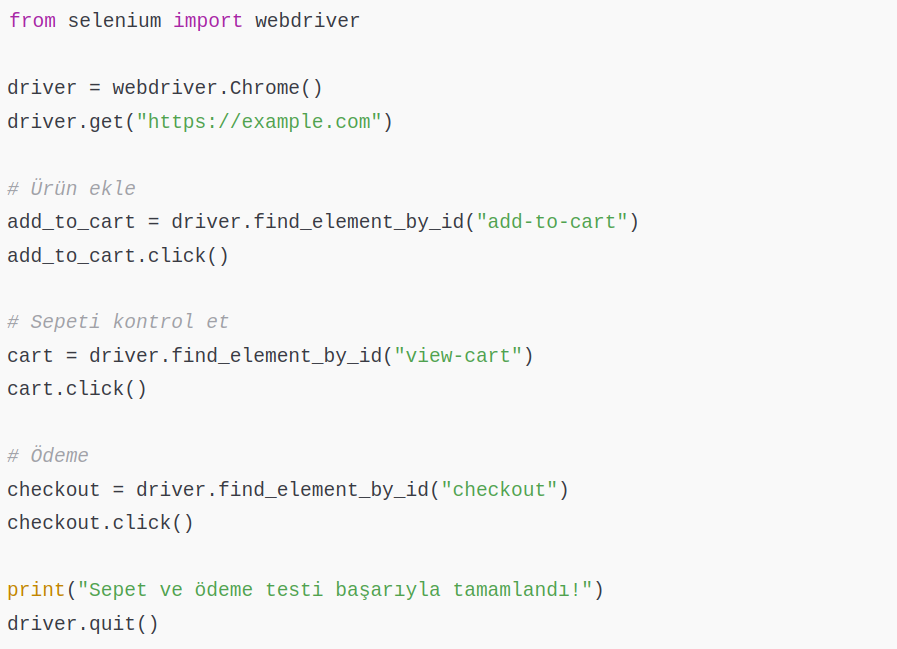 from selenium import webdriver
driver = webdriver.Chrome()
driver.get("https://example.com")
# Ürün ekle
add_to_cart = driver.find_element_by_id("add-to-cart")
add_to_cart.click()
# Sepeti kontrol et
cart = driver.find_element_by_id("view-cart")
cart.click()
# Ödeme
checkout = driver.find_element_by_id("checkout")
checkout.click()
print("Sepet ve ödeme testi başarıyla tamamlandı!")
driver.quit()